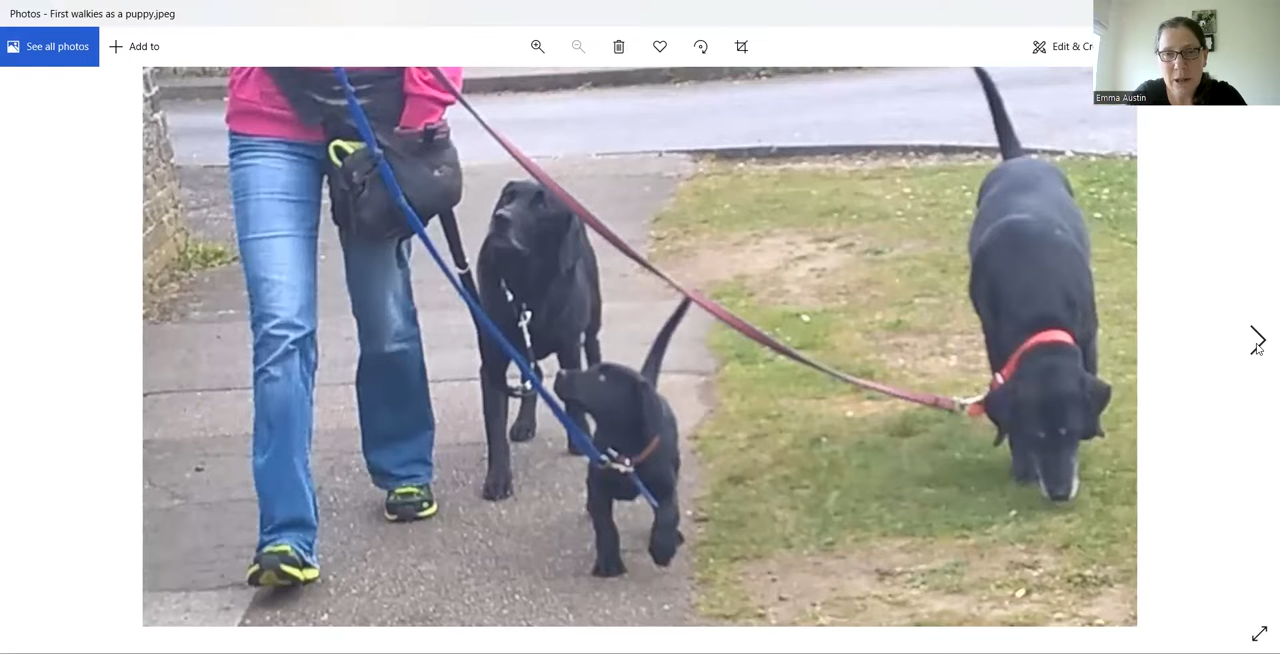 Photos - First walkies as a puppy.jpeg
See all photos
Add to
Edit & Cr
Emma Austin